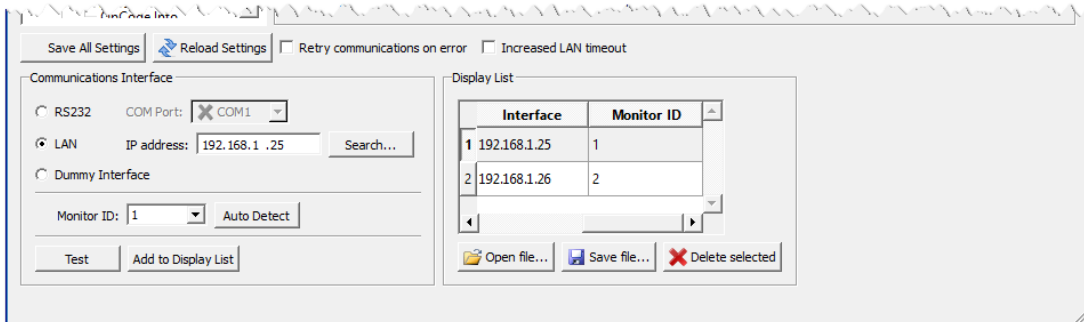 Save All Settings Reload Settings Retry communications on error Increased LAN timeout
Communications Interface
RS232 COM Port: COM1
LAN IP address: 192.168.1 .25 Search...
Dummy Interface
Monitor ID: 1 Auto Detect
Test Add to Display List
Display List
Interface Monitor ID
1 192.168.1.25 1
2 192.168.1.26 2
Open file... Save file... Delete selected